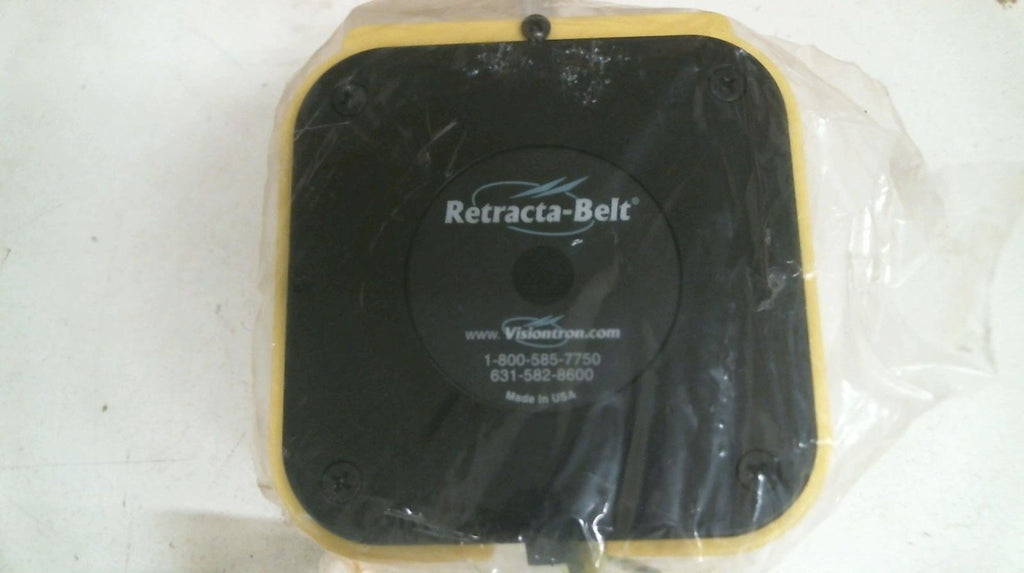 Retracta-Belt®
www.Visiontron.com
1-800-585-7750
631-582-8600
Made In USA